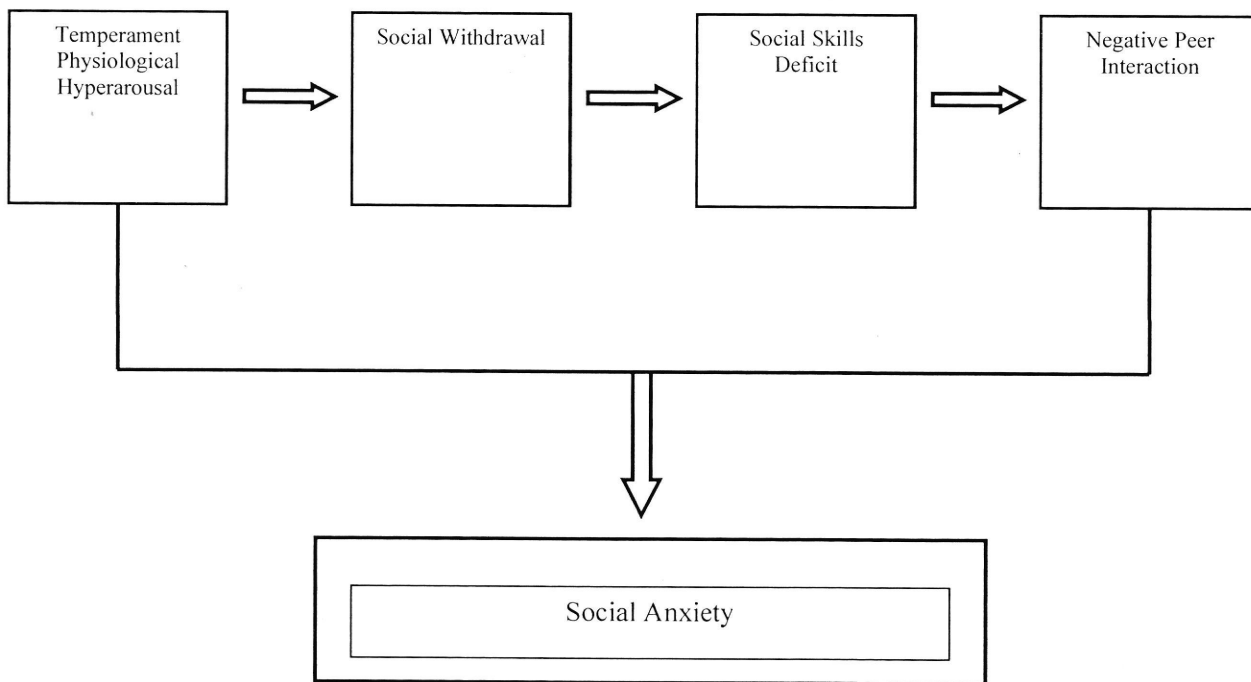 Temperament
Physiological
Hyperarousal
Social Withdrawal
Social Skills
Deficit
Negative Peer
Interaction
Social Anxiety